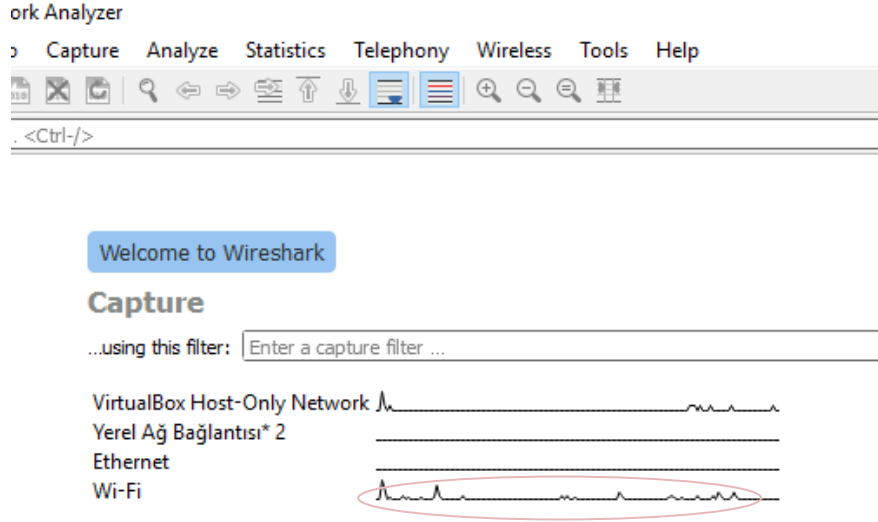 ork Analyzer
Capture Analyze Statistics Telephony Wireless Tools Help
. <Ctrl-/>
Welcome to Wireshark
Capture
...using this filter: Enter a capture filter ...
VirtualBox Host-Only Network
Yerel Ağ Bağlantısı* 2
Ethernet
Wi-Fi